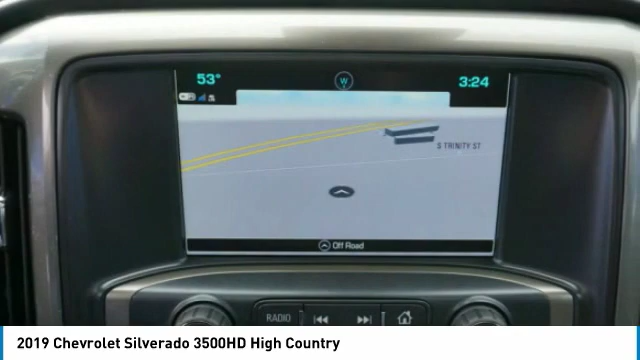 53°
W
3:24
S TRINITY ST
Off Road
RADIO
2019 Chevrolet Silverado 3500HD High Country